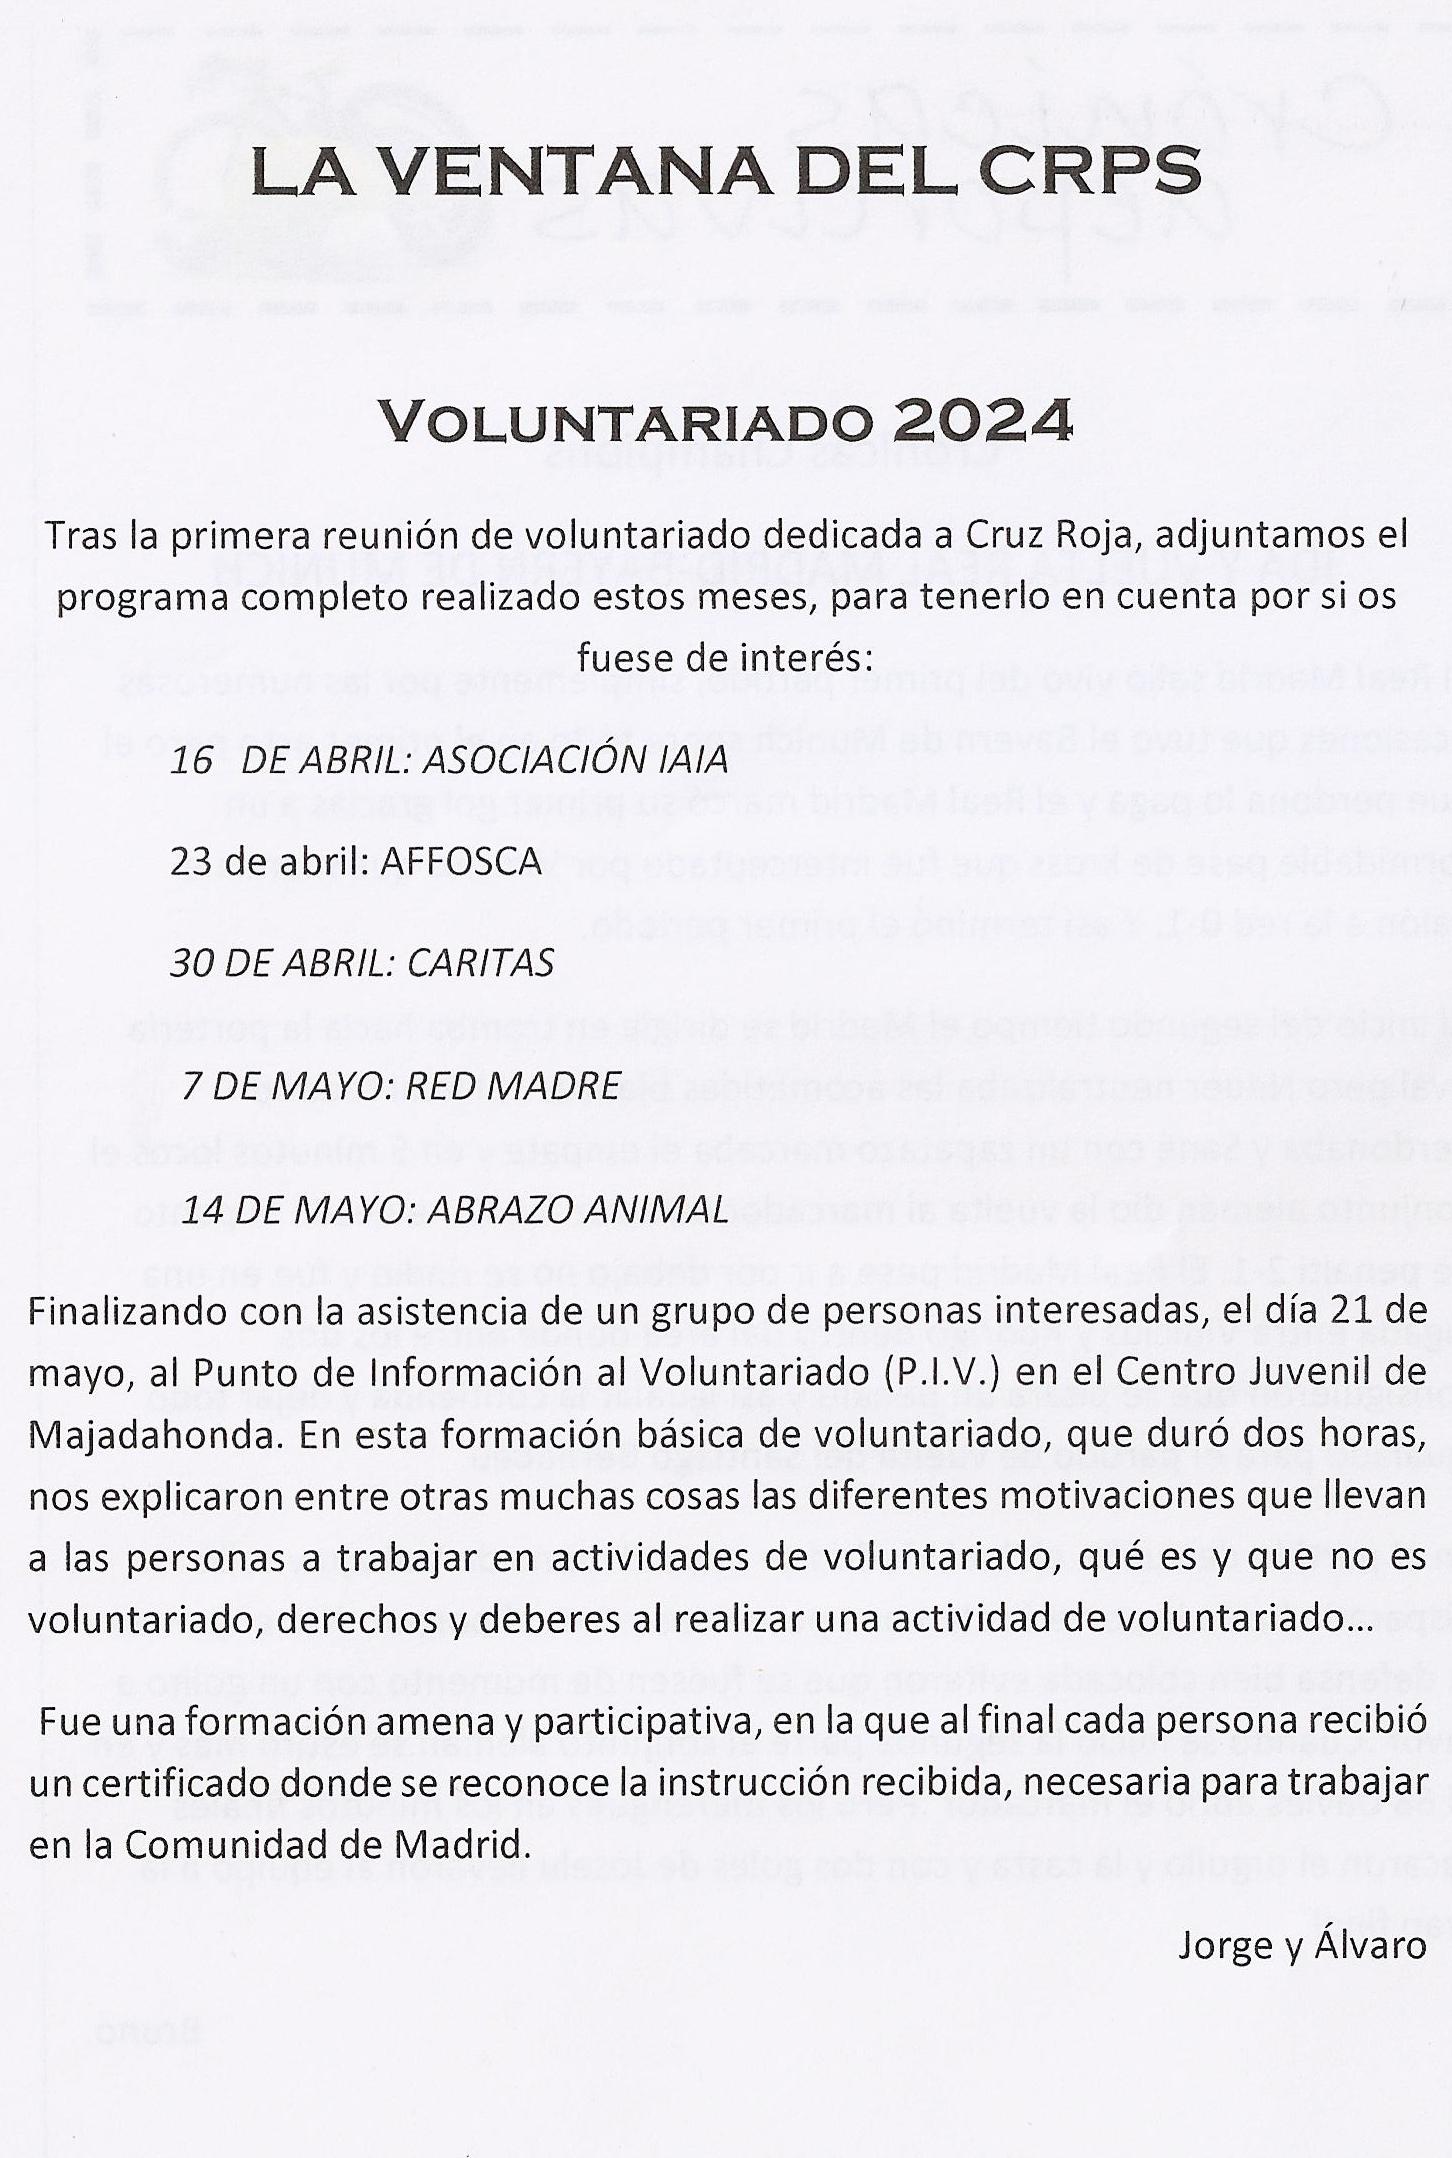 LA VENTANA DEL CRPS
VOLUNTARIADO 2024
Tras la primera reunión de voluntariado dedicada a Cruz Roja, adjuntamos el
programa completo realizado estos meses, para tenerlo en cuenta por si os
fuese de interés:
16 DE ABRIL: ASOCIACIÓN IAIA
23 de abril: AFFOSCA
30 DE ABRIL: CARITAS
7 DE MAYO: RED MADRE
14 DE MAYO: ABRAZO ANIMAL
Finalizando con la asistencia de un grupo de personas interesadas, el día 21 de
mayo, al Punto de Información al Voluntariado (P.I.V.) en el Centro Juvenil de
Majadahonda. En esta formación básica de voluntariado, que duró dos horas,
nos explicaron entre otras muchas cosas las diferentes motivaciones que llevan
a las personas a trabajar en actividades de voluntariado, qué es y que no es
voluntariado, derechos y deberes al realizar una actividad de voluntariado...
Fue una formación amena y participativa, en la que al final cada persona recibió
un certificado donde se reconoce la instrucción recibida, necesaria para trabajar
en la Comunidad de Madrid.
Jorge y Álvaro